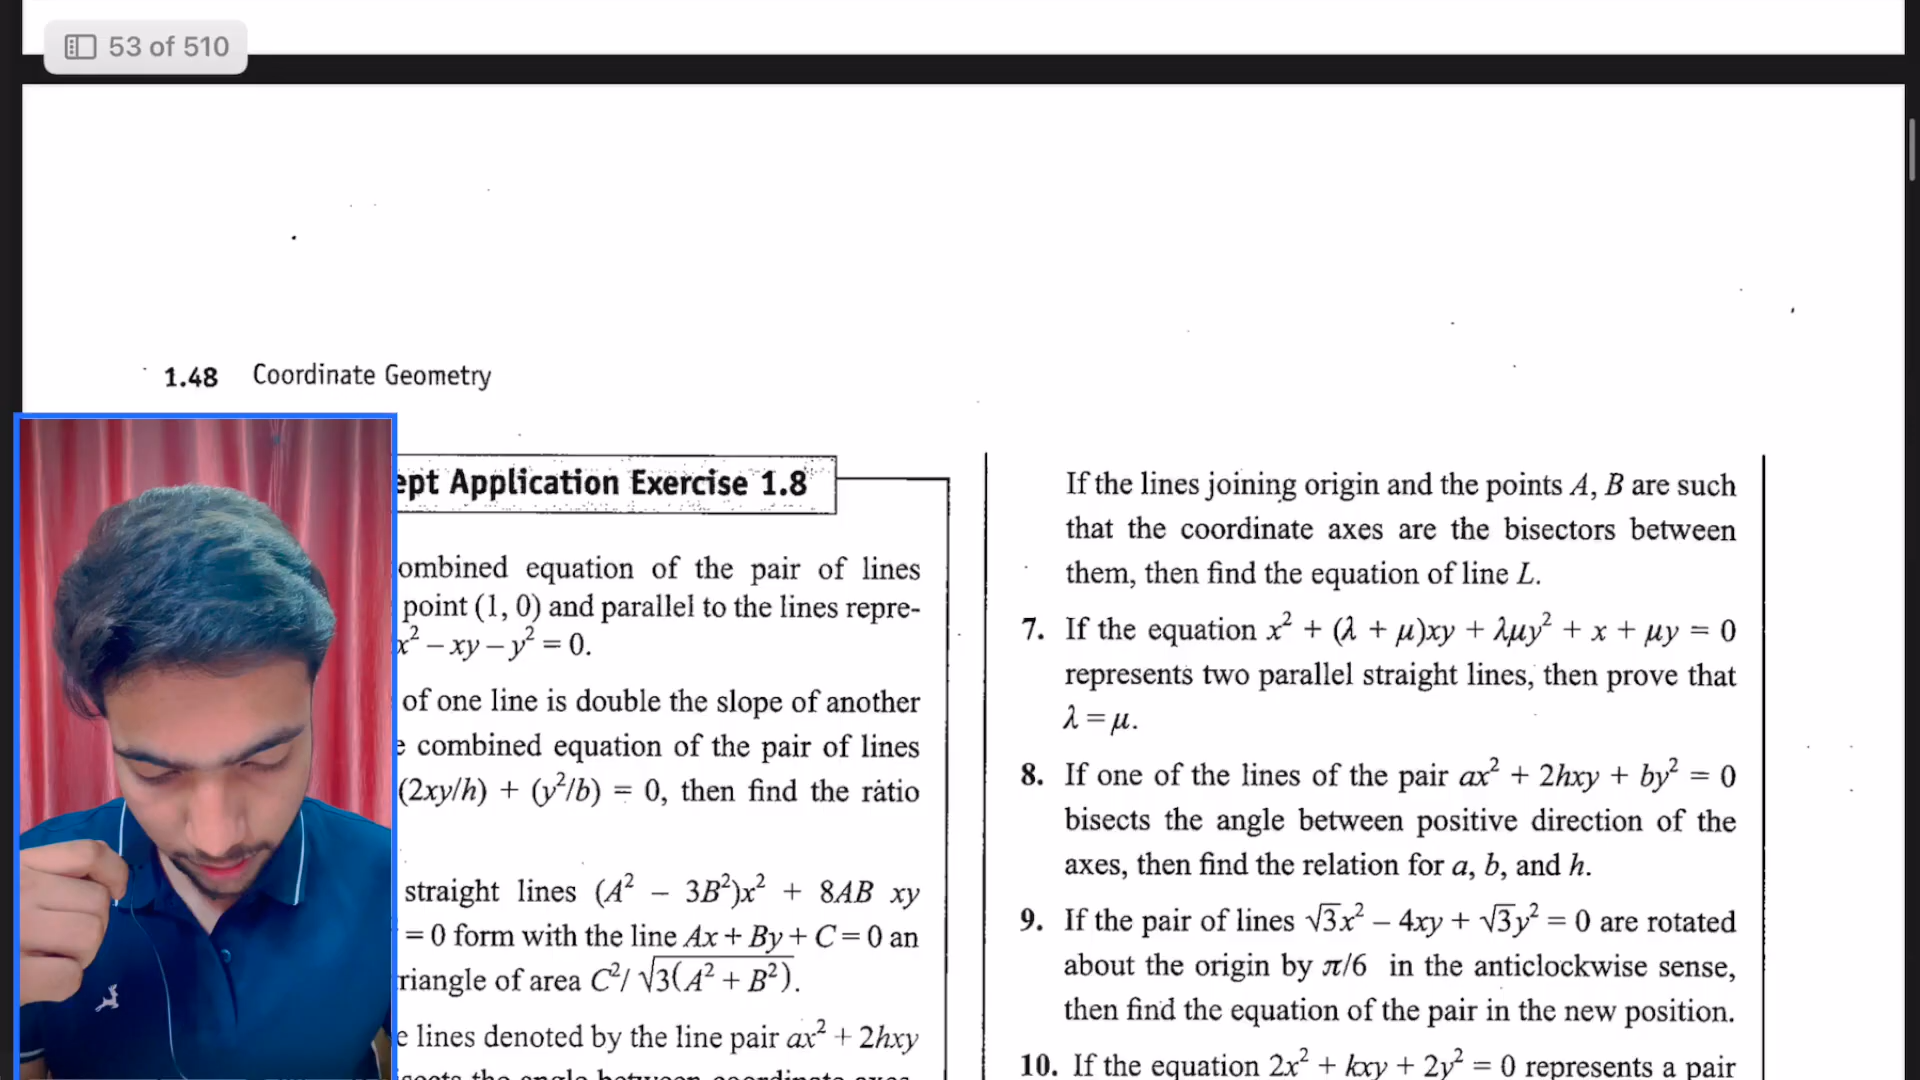 53 of 510
1.48 Coordinate Geometry
Application Exercise 1.8
equation of the pair of lines
point (1, 0) and parallel to the lines repre-
x² – xy – y² = 0.
of one line is double the slope of another
combined equation of the pair of lines
(2xy/h) + (y²/b) = 0, then find the ratio
straight lines (A² – 3B²)x² + 8AB xy
= 0 form with the line Ax + By + C = 0 an
of area C²/ √3(A² + B²).
lines denoted by the line pair ax² + 2hxy
the angle between coordinate axes
If the lines joining origin and the points A, B are such
that the coordinate axes are the bisectors between
them, then find the equation of line L.
7. If the equation x² + (λ + μ)xy + λμy² + x + μy = 0
represents two parallel straight lines, then prove that
λ = μ.
8. If one of the lines of the pair ax² + 2hxy + by² = 0
bisects the angle between positive direction of the
axes, then find the relation for a, b, and h.
9. If the pair of lines √3x² – 4xy + √3y² = 0 are rotated
about the origin by π/6 in the anticlockwise sense,
then find the equation of the pair in the new position.
10. If the equation 2x² + kxy + 2y² = 0 represents a pair